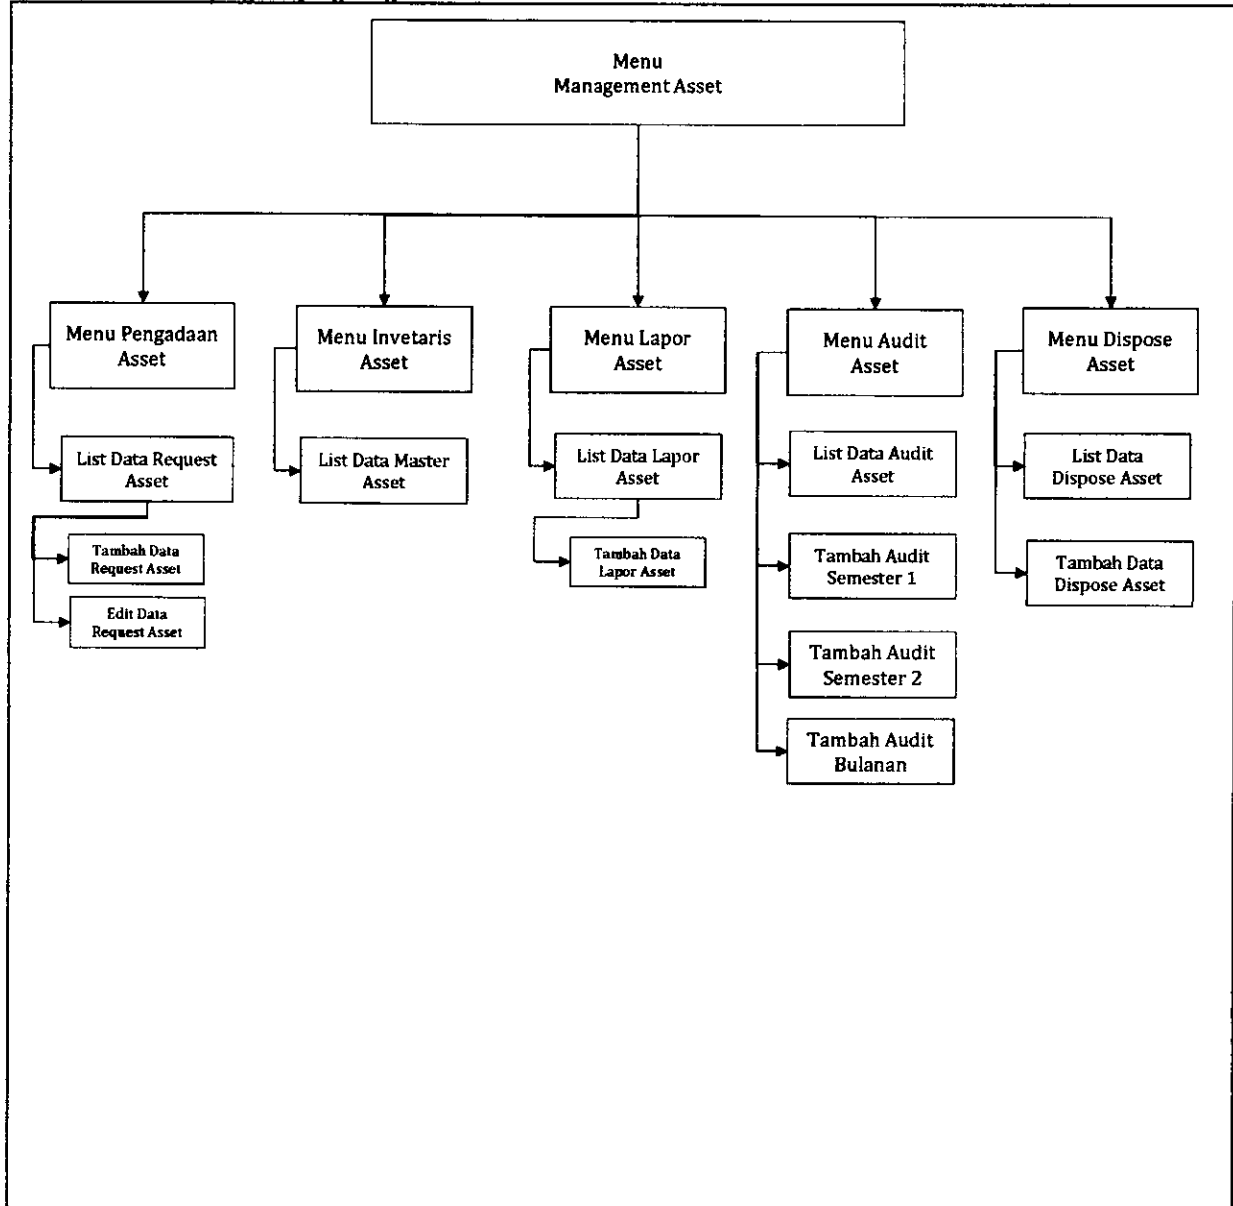 Menu
Management Asset
Menu Pengadaan
Asset
Menu Invetaris
Asset
Menu Lapor
Asset
Menu Audit
Asset
Menu Dispose
Asset
List Data Request
Asset
List Data Master
Asset
List Data Lapor
Asset
List Data Audit
Asset
List Data
Dispose Asset
Tambah Data
Request Asset
Tambah Data
Lapor Asset
Tambah Audit
Semester 1
Tambah Data
Dispose Asset
Edit Data
Request Asset
Tambah Audit
Semester 2
Tambah Audit
Bulanan